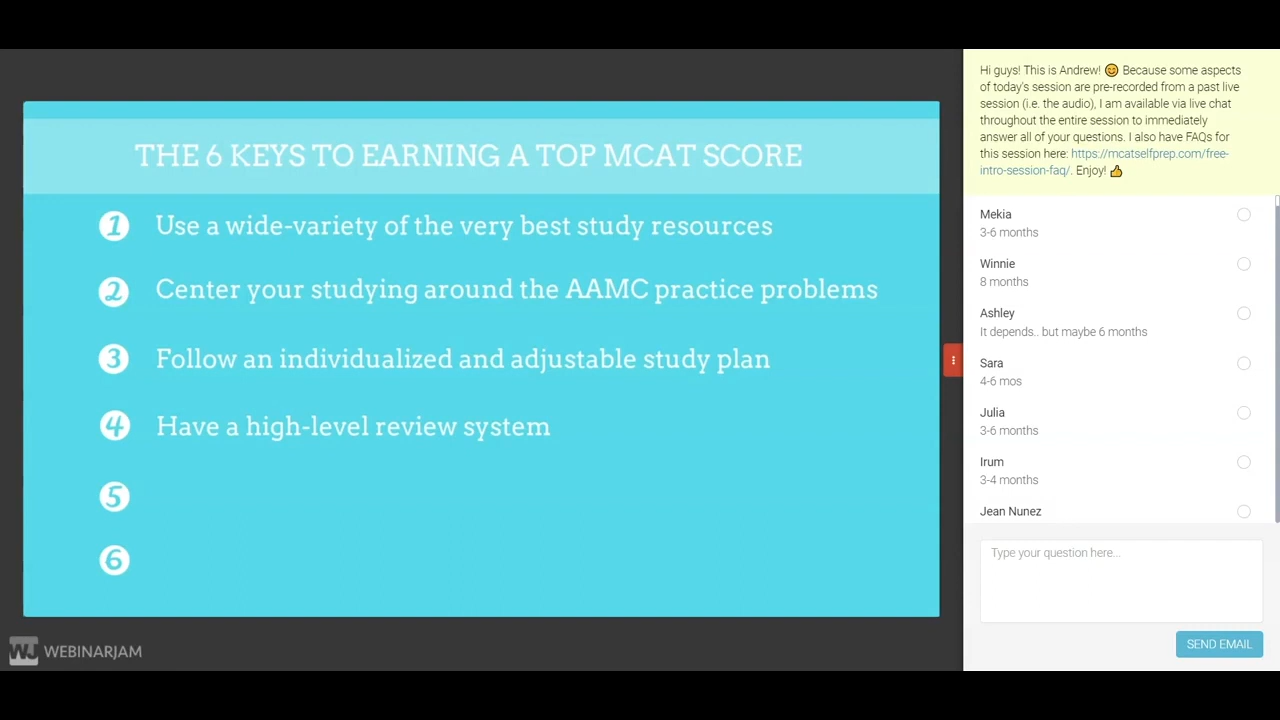 THE 6 KEYS TO EARNING A TOP MCAT SCORE
1 Use a wide-variety of the very best study resources
2 Center your studying around the AAMC practice problems
3 Follow an individualized and adjustable study plan
4 Have a high-level review system
5
6
WJ WEBINARJAM
Hi guys! This is Andrew! 😊 Because some aspects
of today's session are pre-recorded from a past live
session (i.e. the audio), I am available via live chat
throughout the entire session to immediately
answer all of your questions. I also have FAQs for
this session here: https://mcatselfprep.com/free-
intro-session-faq/. Enjoy! 👍
Mekia
3-6 months
Winnie
8 months
Ashley
It depends.. but maybe 6 months
Sara
4-6 mos
Julia
3-6 months
Irum
3-4 months
Jean Nunez
Type your question here...
SEND EMAIL